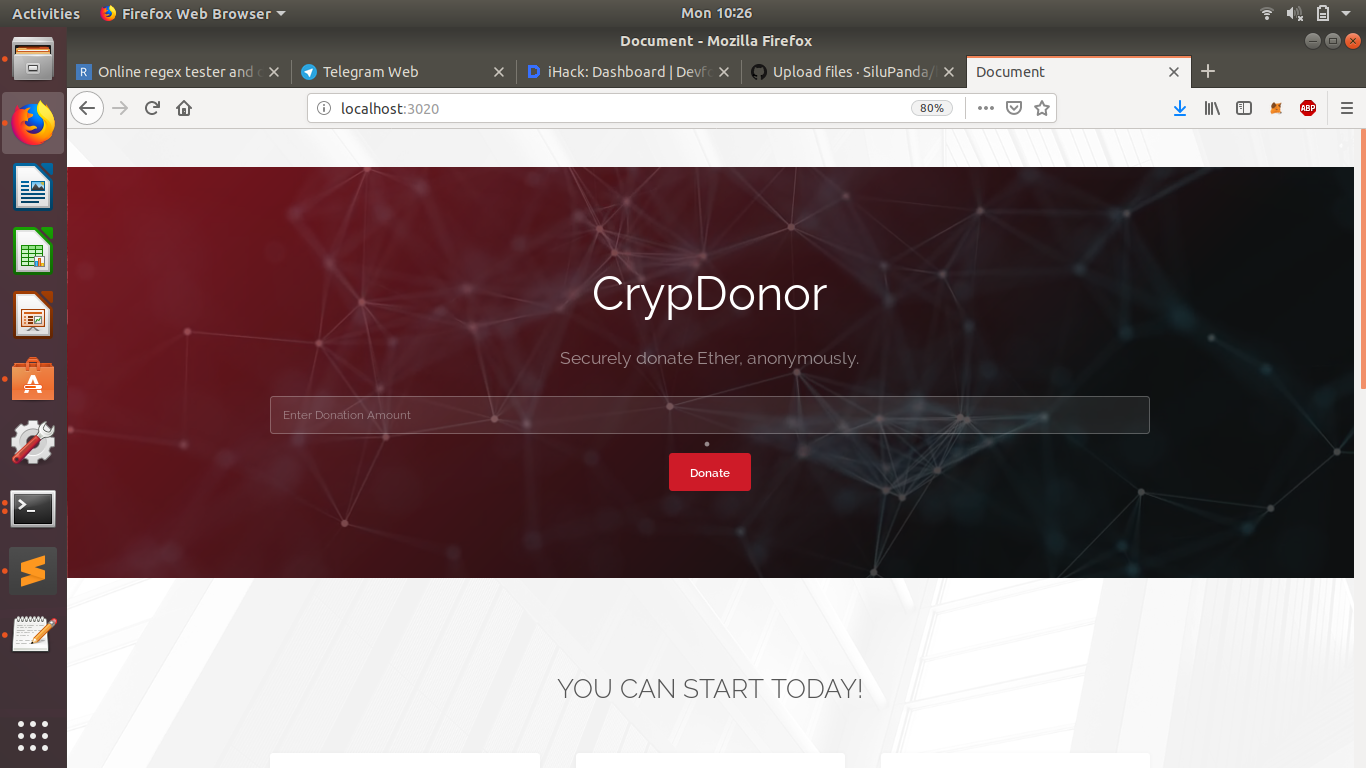 Activities
Firefox Web Browser
Mon 10:26
Document - Mozilla Firefox
R
Online regex tester and
Telegram Web
D
iHack: Dashboard | Devfo
Upload files · SiluPanda/
Document
localhost:3020
80%
ABP
CrypDonor
Securely donate Ether, anonymously.
Enter Donation Amount
Donate
YOU CAN START TODAY!